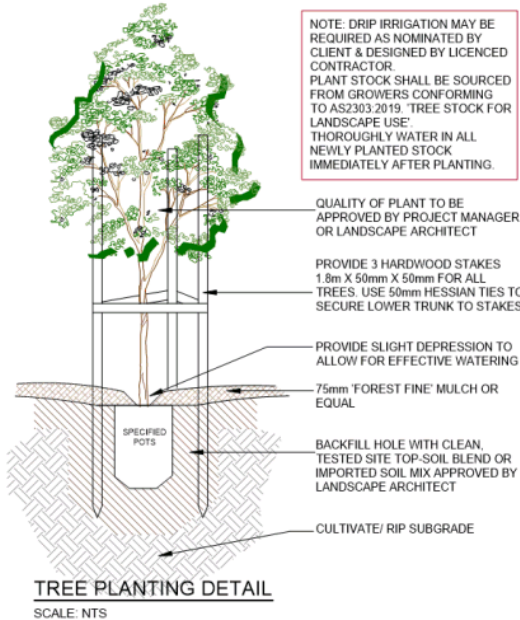 NOTE: DRIP IRRIGATION MAY BE
REQUIRED AS NOMINATED BY
CLIENT & DESIGNED BY LICENCED
CONTRACTOR.
PLANT STOCK SHALL BE SOURCED
FROM GROWERS CONFORMING
TO AS2303:2019. 'TREE STOCK FOR
LANDSCAPE USE'.
THOROUGHLY WATER IN ALL
NEWLY PLANTED STOCK
IMMEDIATELY AFTER PLANTING.
QUALITY OF PLANT TO BE
APPROVED BY PROJECT MANAGER
OR LANDSCAPE ARCHITECT
PROVIDE 3 HARDWOOD STAKES
1.8m X 50mm X 50mm FOR ALL
TREES. USE 50mm HESSIAN TIES TO
SECURE LOWER TRUNK TO STAKES
PROVIDE SLIGHT DEPRESSION TO
ALLOW FOR EFFECTIVE WATERING
75mm 'FOREST FINE' MULCH OR
EQUAL
SPECIFIED
POTS
BACKFILL HOLE WITH CLEAN,
TESTED SITE TOP-SOIL BLEND OR
IMPORTED SOIL MIX APPROVED BY
LANDSCAPE ARCHITECT
CULTIVATE/ RIP SUBGRADE
TREE PLANTING DETAIL
SCALE: NTS